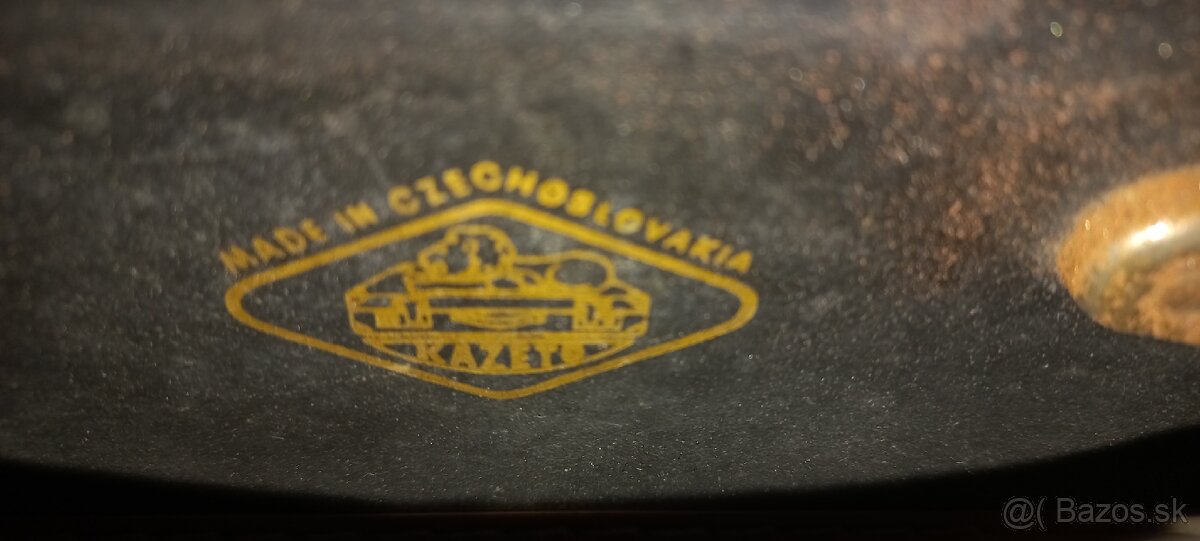 MADE IN CZECHOSLOVAKIA
KAZETO
@( Bazos.sk